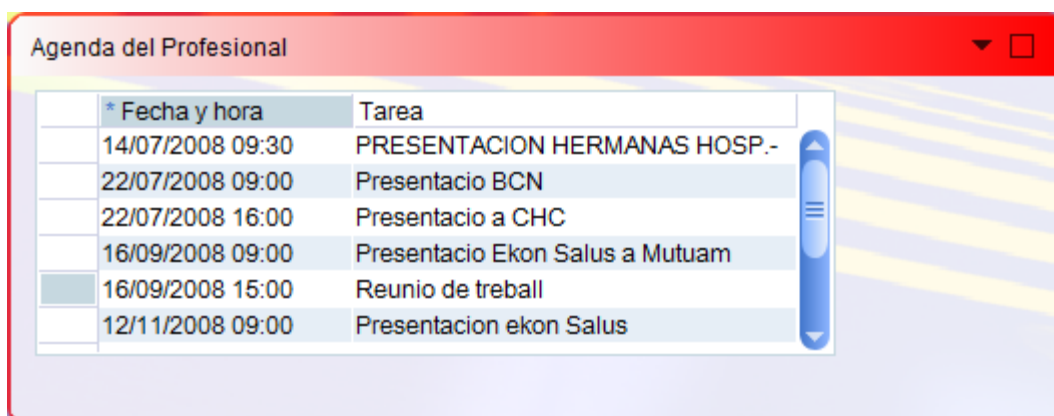 Agenda del Profesional
* Fecha y hora Tarea
14/07/2008 09:30 PRESENTACION HERMANAS HOSP.-
22/07/2008 09:00 Presentacio BCN
22/07/2008 16:00 Presentacio a CHC
16/09/2008 09:00 Presentacio Ekon Salus a Mutuam
16/09/2008 15:00 Reunio de treball
12/11/2008 09:00 Presentacion ekon Salus